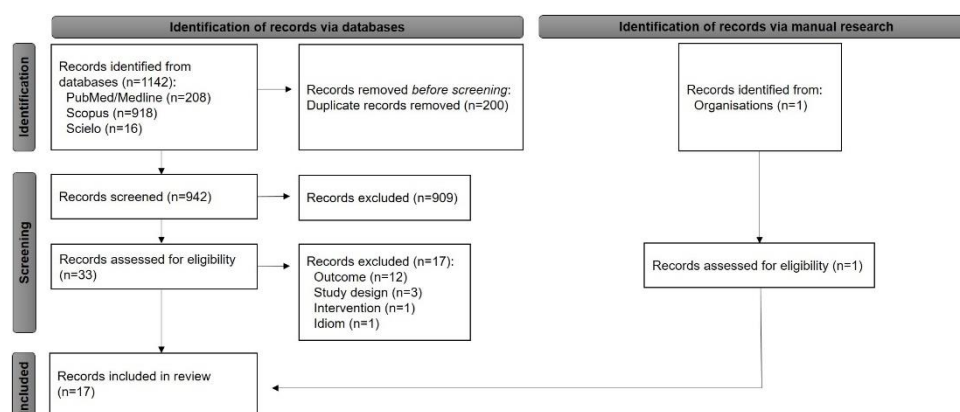 Identification of records via databases
Identification of records via manual research
Identification
Records identified from
databases (n=1142):
PubMed/Medline (n=208)
Scopus (n=918)
Scielo (n=16)
Records removed before screening:
Duplicate records removed (n=200)
Records identified from:
Organisations (n=1)
Screening
Records screened (n=942)
Records excluded (n=909)
Records assessed for eligibility
(n=33)
Records excluded (n=17):
Outcome (n=12)
Study design (n=3)
Intervention (n=1)
Idiom (n=1)
Records assessed for eligibility (n=1)
Included
Records included in review
(n=17)